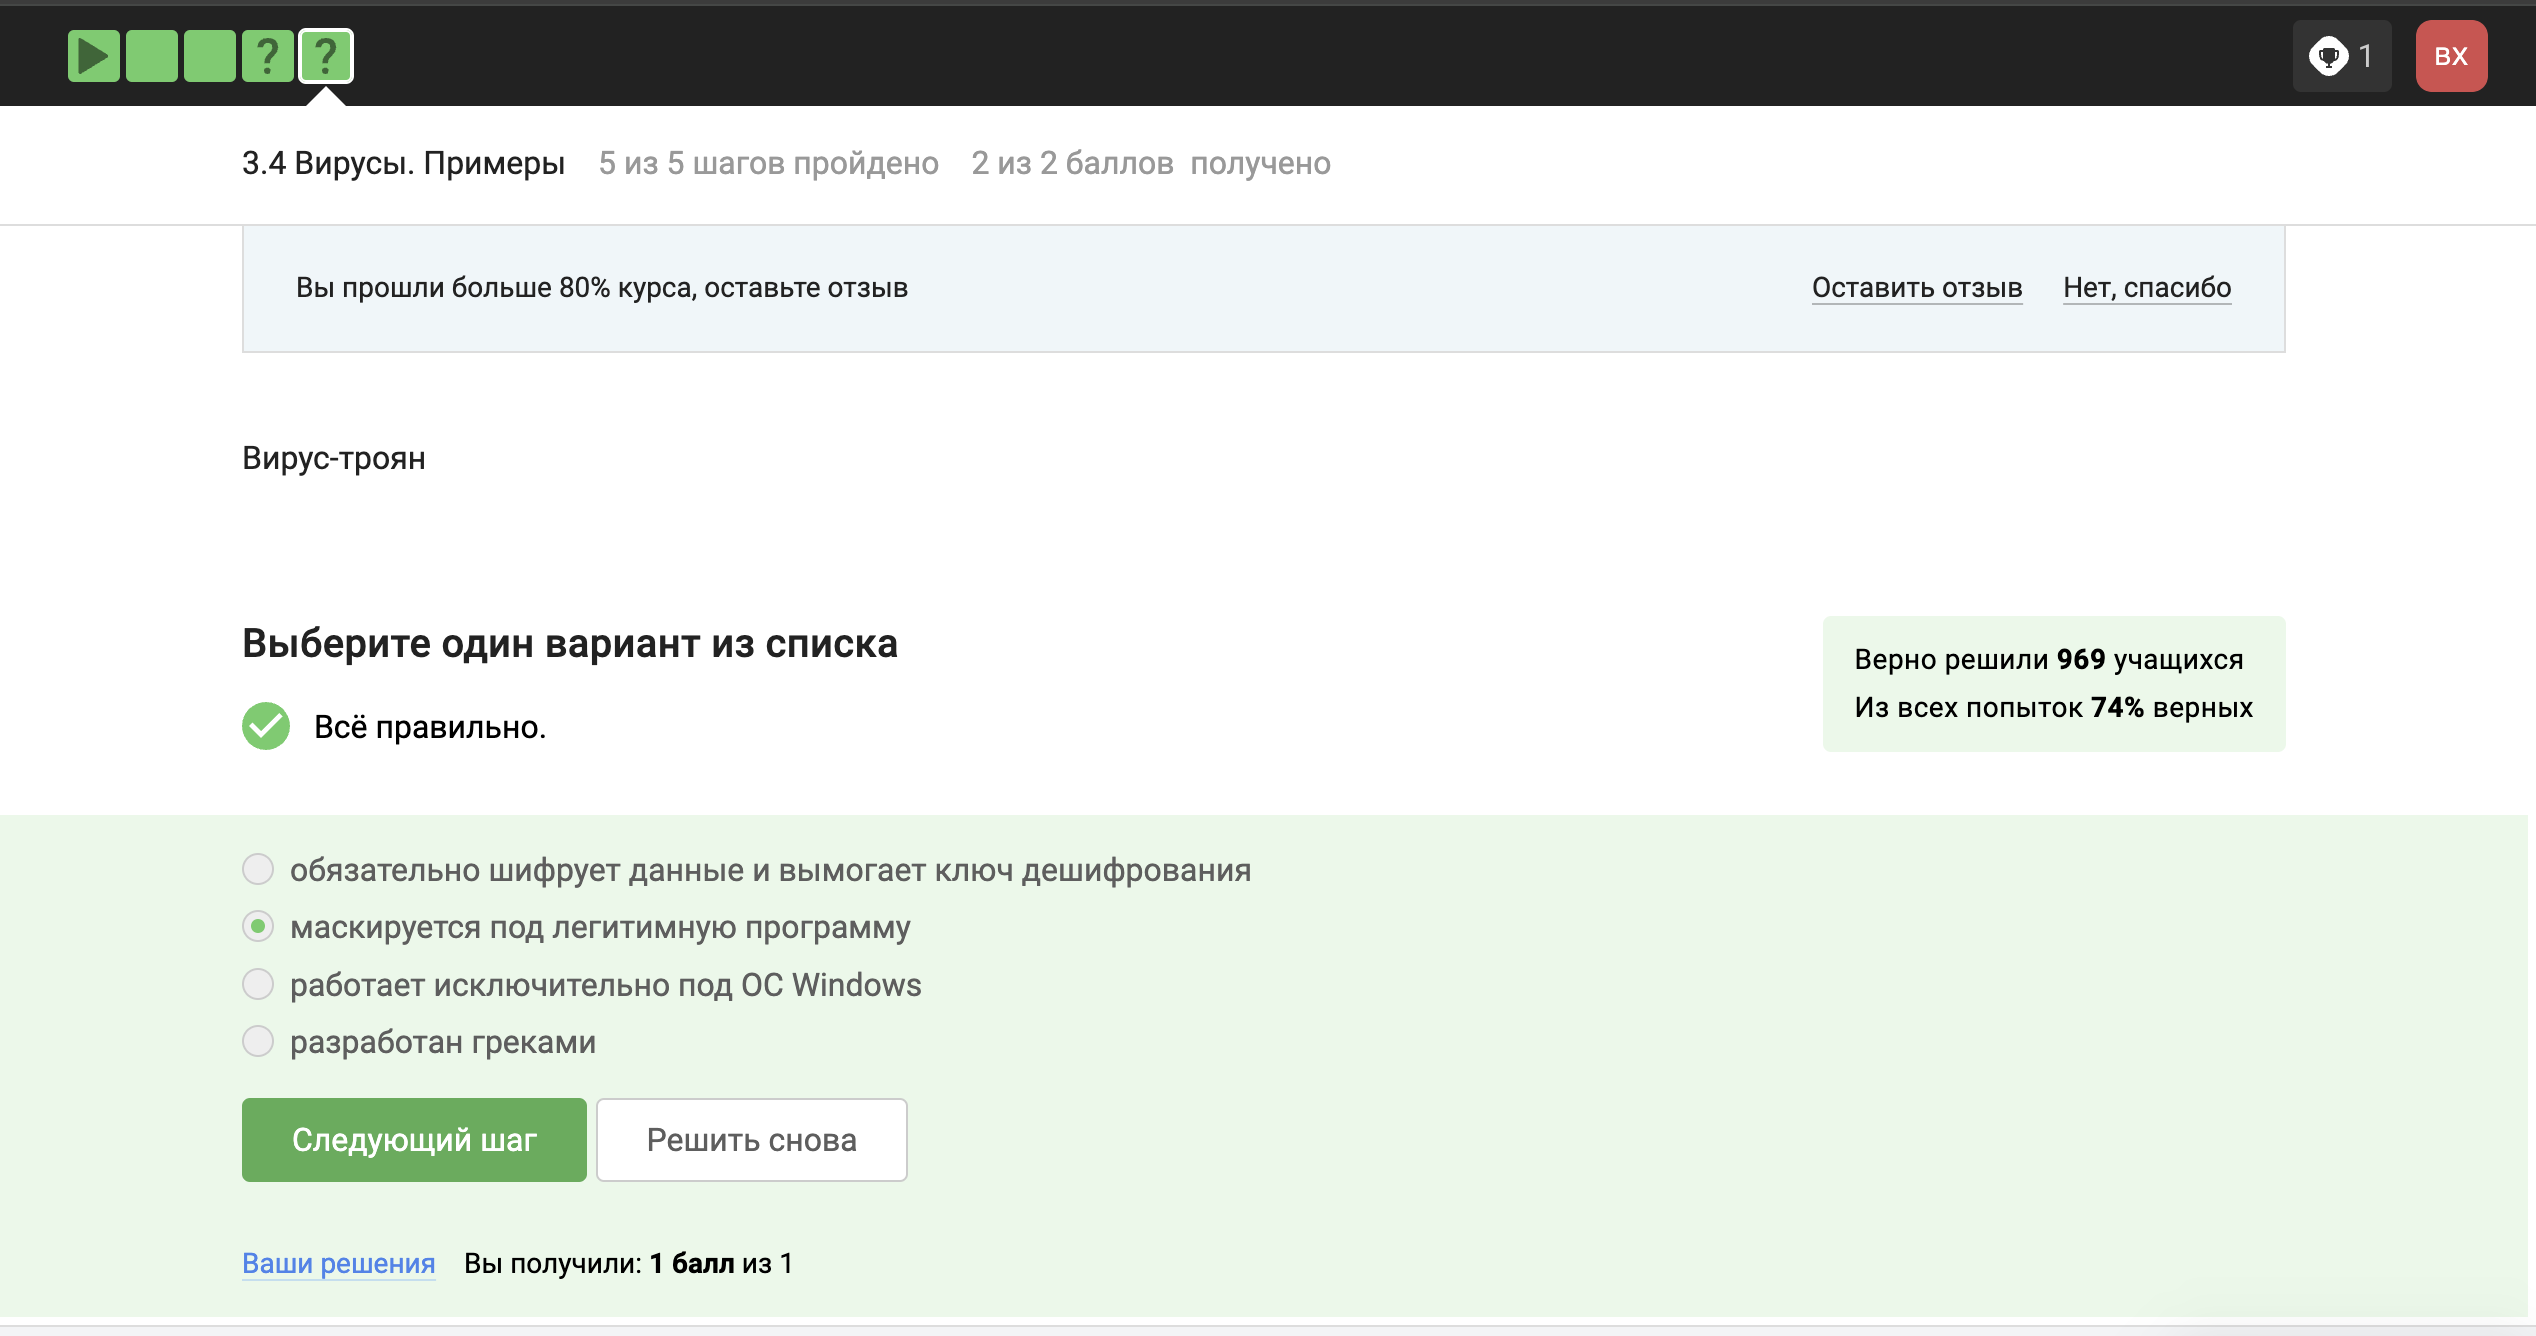 ? ? 1 BX
3.4 Вирусы. Примеры 5 из 5 шагов пройдено 2 из 2 баллов получено
Вы прошли больше 80% курса, оставьте отзыв Оставить отзыв Нет, спасибо
Вирус-троян
Выберите один вариант из списка
Всё правильно.
Верно решили 969 учащихся
Из всех попыток 74% верных
обязательно шифрует данные и вымогает ключ дешифрования
маскируется под легитимную программу
работает исключительно под ОС Windows
разработан греками
Следующий шаг Решить снова
Ваши решения Вы получили: 1 балл из 1